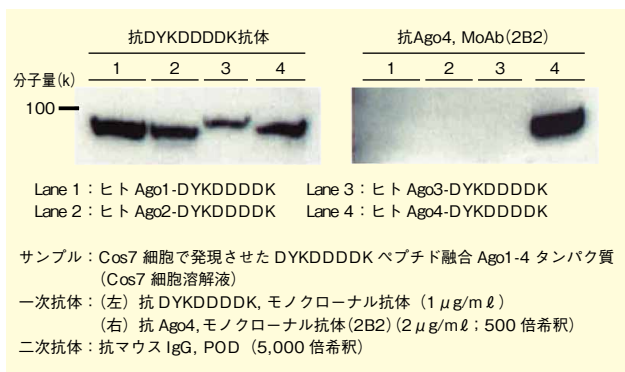 抗DYKDDDDK抗体
抗Ago4, MoAb(2B2)
分子量(k)
1 2 3 4
1 2 3 4
100
Lane 1：ヒト Ago1-DYKDDDDK Lane 3：ヒト Ago3-DYKDDDDK
Lane 2：ヒト Ago2-DYKDDDDK Lane 4：ヒト Ago4-DYKDDDDK
サンプル：Cos7 細胞で発現させた DYKDDDDK ペプチド融合 Ago1-4 タンパク質
（Cos7 細胞溶解液）
一次抗体：（左）抗 DYKDDDDK, モノクローナル抗体（1μg/mℓ）
（右）抗 Ago4, モノクローナル抗体(2B2)（2μg/mℓ；500 倍希釈）
二次抗体：抗マウス IgG, POD（5,000 倍希釈）